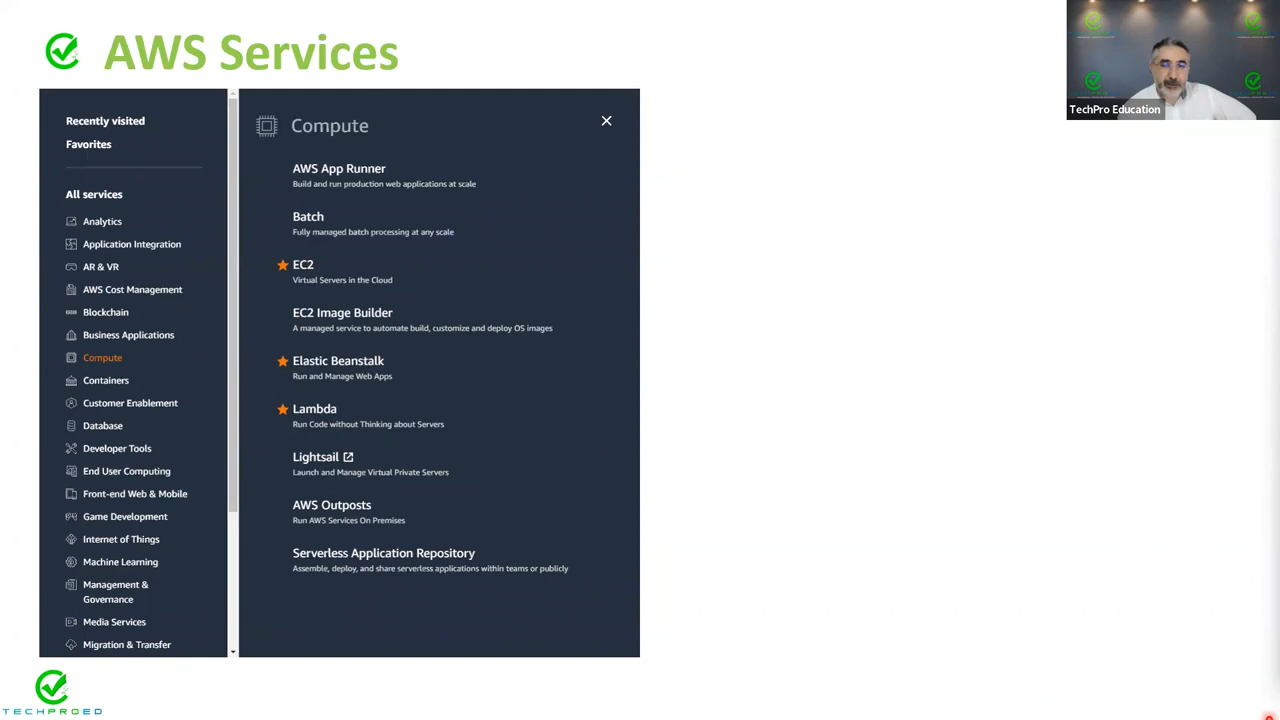 AWS Services
TechPro Education
Recently visited
Favorites
All services
Analytics
Application Integration
AR & VR
AWS Cost Management
Blockchain
Business Applications
Compute
Containers
Customer Enablement
Database
Developer Tools
End User Computing
Front-end Web & Mobile
Game Development
Internet of Things
Machine Learning
Management &
Governance
Media Services
Migration & Transfer
Compute
AWS App Runner
Build and run production web applications at scale
Batch
Fully managed batch processing at any scale
EC2
Virtual Servers in the Cloud
EC2 Image Builder
A managed service to automate build, customize and deploy OS images
Elastic Beanstalk
Run and Manage Web Apps
Lambda
Run Code without Thinking about Servers
Lightsail
Launch and Manage Virtual Private Servers
AWS Outposts
Run AWS Services On Premises
Serverless Application Repository
Assemble, deploy, and share serverless applications within teams or publicly
TECHPROED